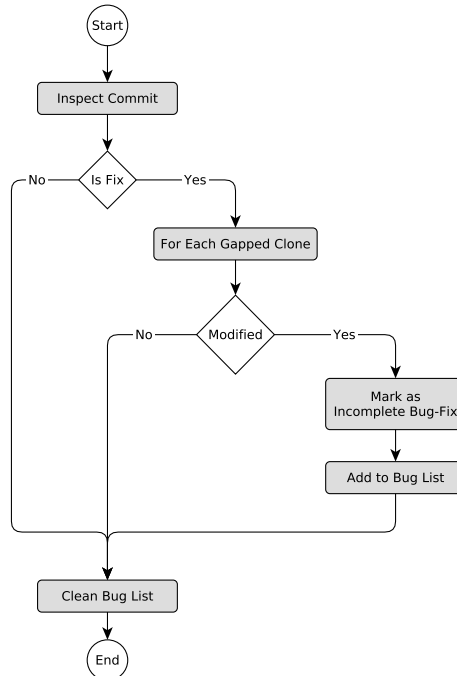 Start
Inspect Commit
No
Is Fix
Yes
For Each Gapped Clone
No
Modified
Yes
Mark as
Incomplete Bug-Fix
Add to Bug List
Clean Bug List
End